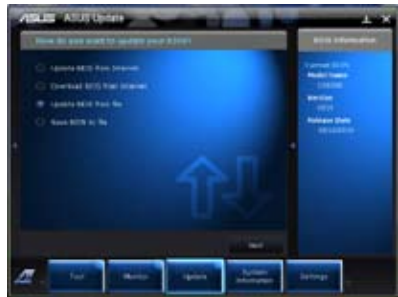 ASUS ASUS Update
How do you want to update your BIOS?
BIOS Information
Update BIOS from Internet
Download BIOS from Internet
Update BIOS from file
Save BIOS to file
Current BIOS
Model Name
Version
Release Date
Next
Tool
Monitor
Update
System
Information
Settings